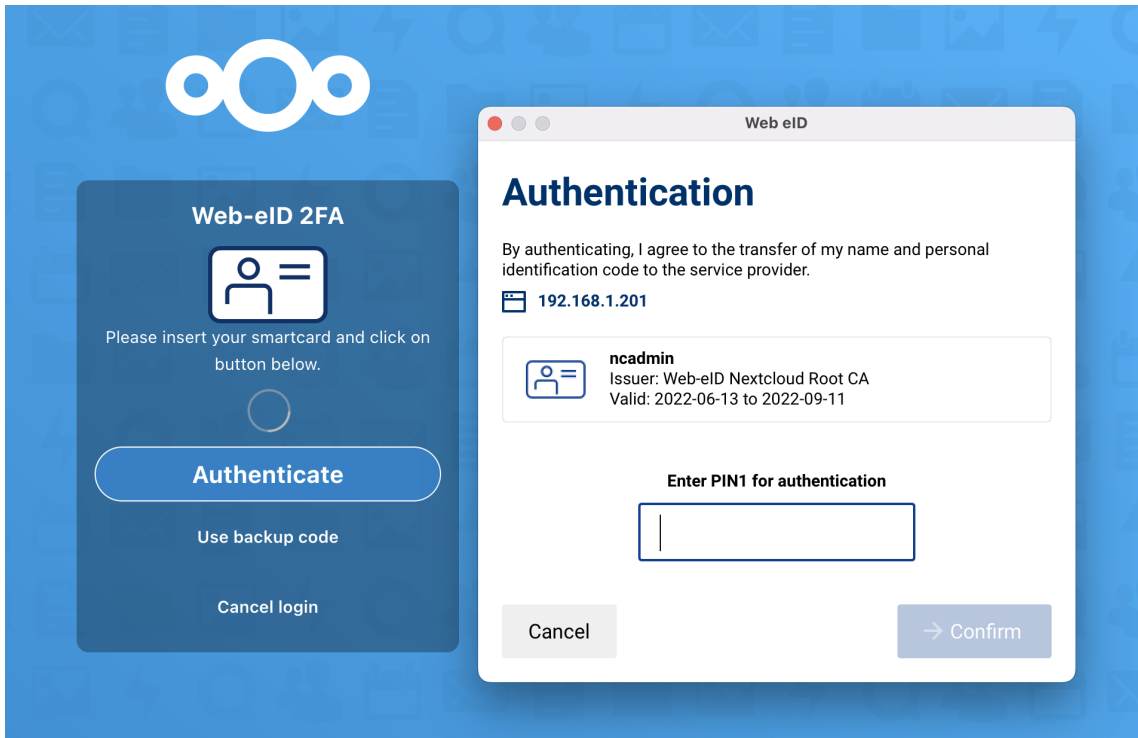 Web-eID 2FA
Please insert your smartcard and click on
button below.
Authenticate
Use backup code
Cancel login
Web eID
Authentication
By authenticating, I agree to the transfer of my name and personal
identification code to the service provider.
192.168.1.201
ncadmin
Issuer: Web-eID Nextcloud Root CA
Valid: 2022-06-13 to 2022-09-11
Enter PIN1 for authentication
Cancel
→ Confirm